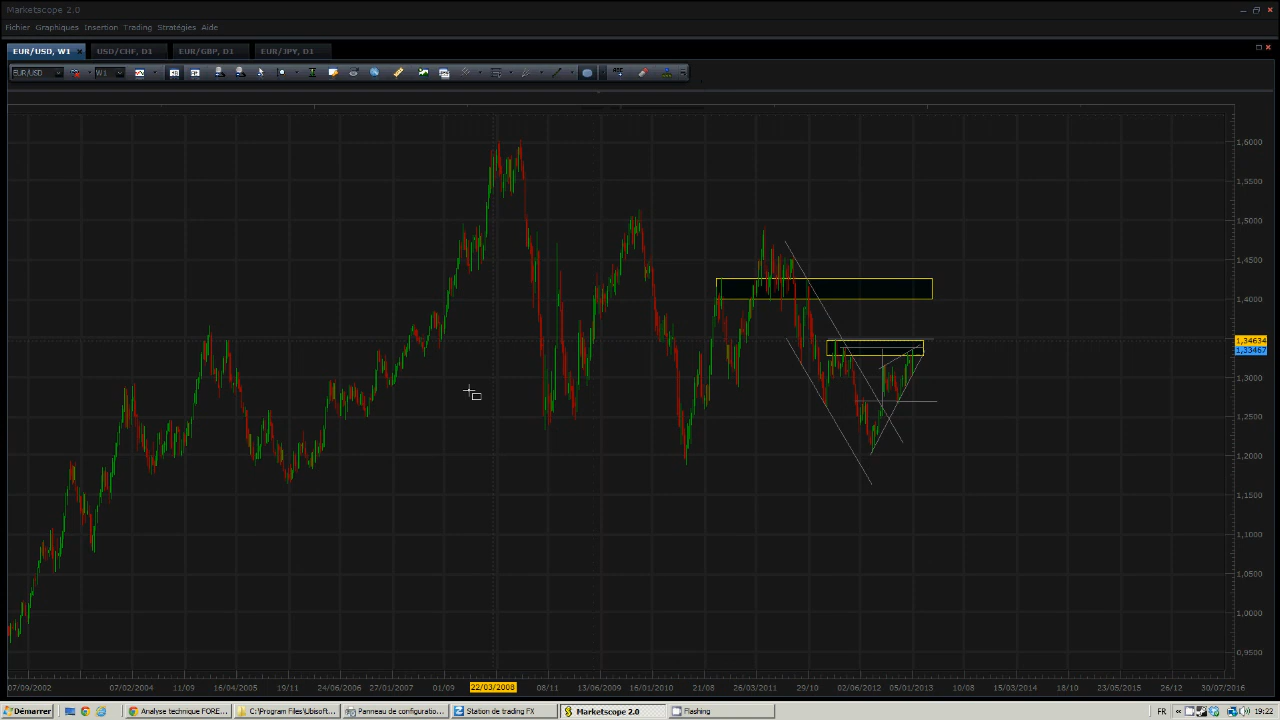 Marketscope 2.0
Fichier Graphiques Insertion Trading Stratégies Aide
EUR/USD, W1 × USD/CHF, D1 EUR/GBP, D1 EUR/JPY, D1
EUR/USD W1
1,6000
1,5500
1,5000
1,4500
1,4000
1,34634
1,33467
1,3000
1,2500
1,2000
1,1500
1,1000
1,0500
1,0000
0,9500
07/09/2002 07/02/2004 11/09 16/04/2005 19/11 24/06/2006 27/01/2007 01/09 22/03/2008 08/11 13/06/2009 16/01/2010 21/08 26/03/2011 29/10 02/06/2012 05/01/2013 10/08 15/03/2014 18/10 23/05/2015 26/12 30/07/2016
Démarrer Analyse technique FORE... C:\Program Files\Ubisoft... Panneau de configuratio... Station de trading FX Marketscope 2.0 Flashing FR 19:22